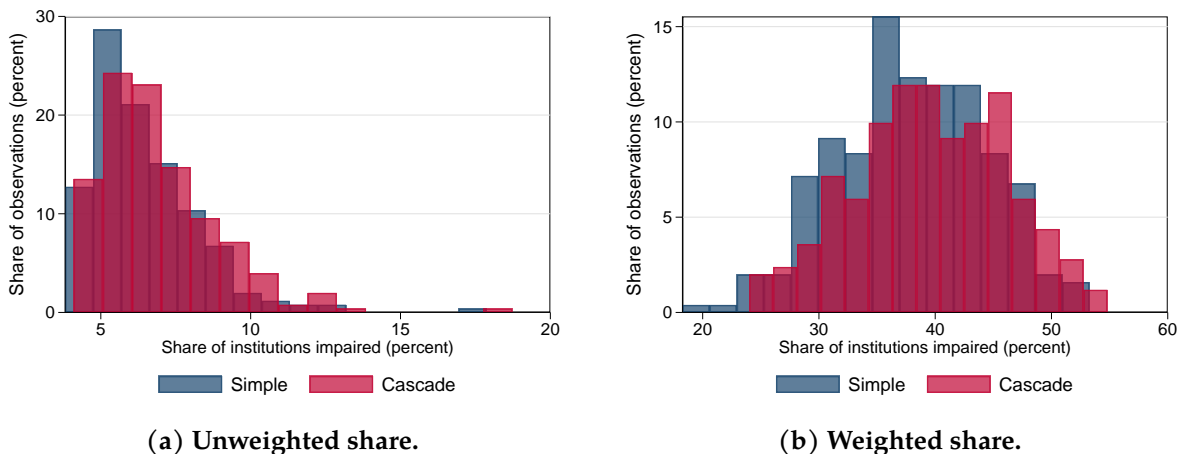 Share of observations (percent)
30
20
10
0
5 10 15 20
Share of institutions impaired (percent)
Simple Cascade
(a) Unweighted share.
Share of observations (percent)
15
10
5
0
20 30 40 50 60
Share of institutions impaired (percent)
Simple Cascade
(b) Weighted share.